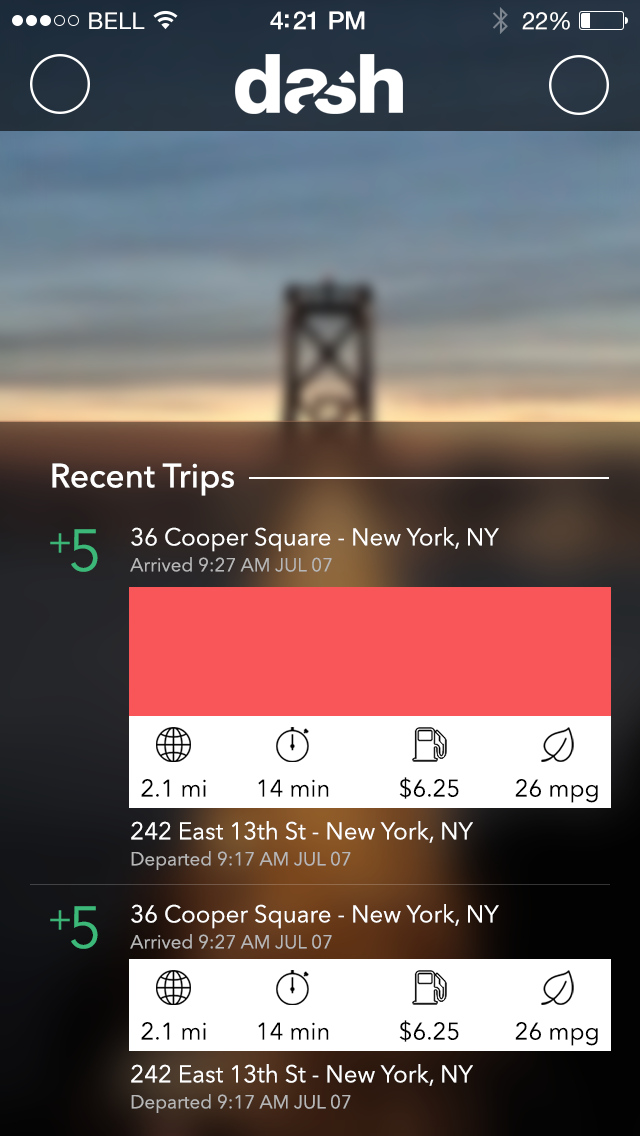 BELL 4:21 PM 22%
dash
Recent Trips
+5
36 Cooper Square - New York, NY
Arrived 9:27 AM JUL 07
2.1 mi 14 min $6.25 26 mpg
242 East 13th St - New York, NY
Departed 9:17 AM JUL 07
+5
36 Cooper Square - New York, NY
Arrived 9:27 AM JUL 07
2.1 mi 14 min $6.25 26 mpg
242 East 13th St - New York, NY
Departed 9:17 AM JUL 07